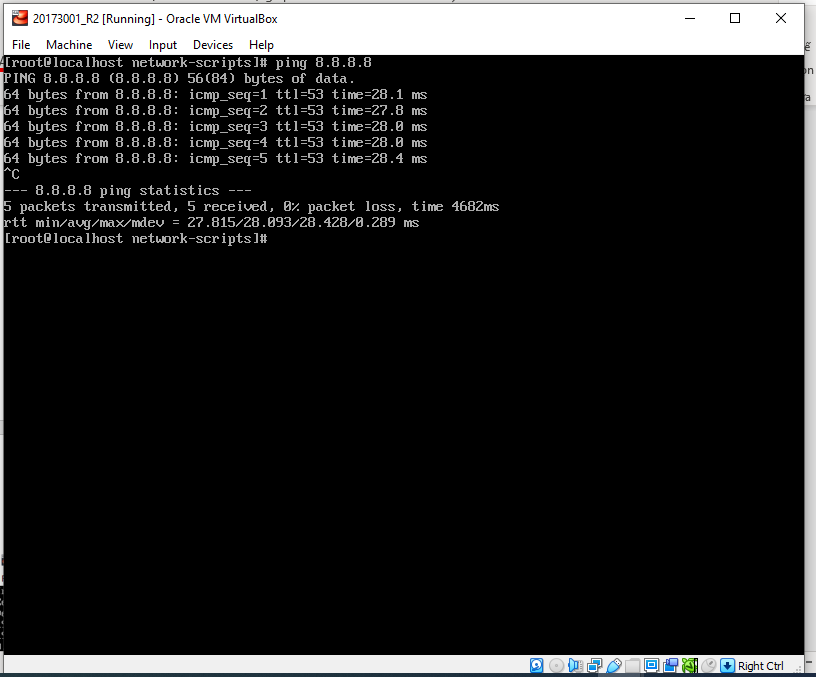 20173001_R2 [Running] - Oracle VM VirtualBox
File Machine View Input Devices Help
[root@localhost network-scripts]# ping 8.8.8.8
PING 8.8.8.8 (8.8.8.8) 56(84) bytes of data.
64 bytes from 8.8.8.8: icmp_seq=1 ttl=53 time=28.1 ms
64 bytes from 8.8.8.8: icmp_seq=2 ttl=53 time=27.8 ms
64 bytes from 8.8.8.8: icmp_seq=3 ttl=53 time=28.0 ms
64 bytes from 8.8.8.8: icmp_seq=4 ttl=53 time=28.0 ms
64 bytes from 8.8.8.8: icmp_seq=5 ttl=53 time=28.4 ms
^C
--- 8.8.8.8 ping statistics ---
5 packets transmitted, 5 received, 0% packet loss, time 4682ms
rtt min/avg/max/mdev = 27.815/28.093/28.428/0.289 ms
[root@localhost network-scripts]#
Right Ctrl